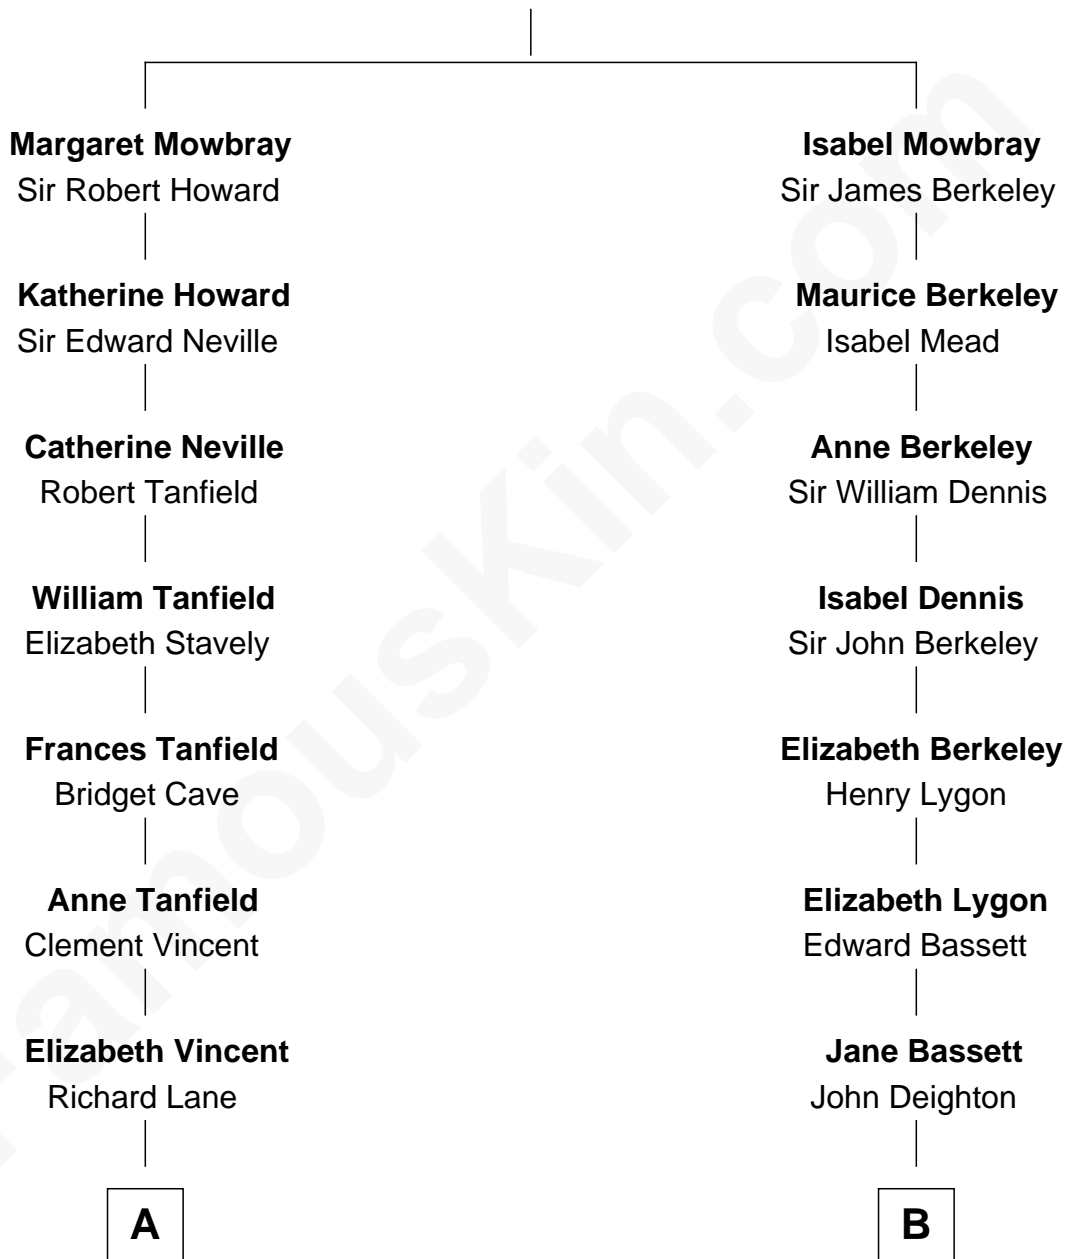 Margaret Mowbray
Sir Robert Howard
Katherine Howard
Sir Edward Neville
Catherine Neville
Robert Tanfield
William Tanfield
Elizabeth Stavely
Frances Tanfield
Bridget Cave
Anne Tanfield
Clement Vincent
Elizabeth Vincent
Richard Lane
A
Isabel Mowbray
Sir James Berkeley
Maurice Berkeley
Isabel Mead
Anne Berkeley
Sir William Dennis
Isabel Dennis
Sir John Berkeley
Elizabeth Berkeley
Henry Lygon
Elizabeth Lygon
Edward Bassett
Jane Bassett
John Deighton
B
FamousKin.com